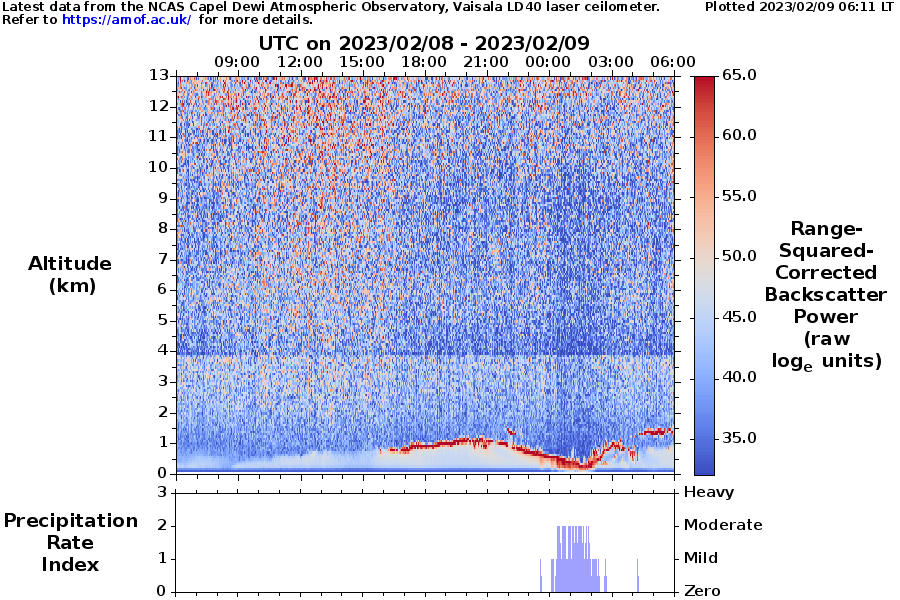 Latest data from the NCAS Capel Dewi Atmospheric Observatory, Vaisala LD40 laser ceilometer. Plotted 2023/02/09 06:11 LT
Refer to https://amof.ac.uk/ for more details.
UTC on 2023/02/08 - 2023/02/09
09:00 12:00 15:00 18:00 21:00 00:00 03:00 06:00
13
12
11
10
9
8
7
6
5
4
3
2
1
0
Altitude
(km)
65.0
60.0
55.0
50.0
45.0
40.0
35.0
Range-
Squared-
Corrected
Backscatter
Power
(raw
logₑ units)
3
2
1
0
Precipitation
Rate
Index
Heavy
Moderate
Mild
Zero